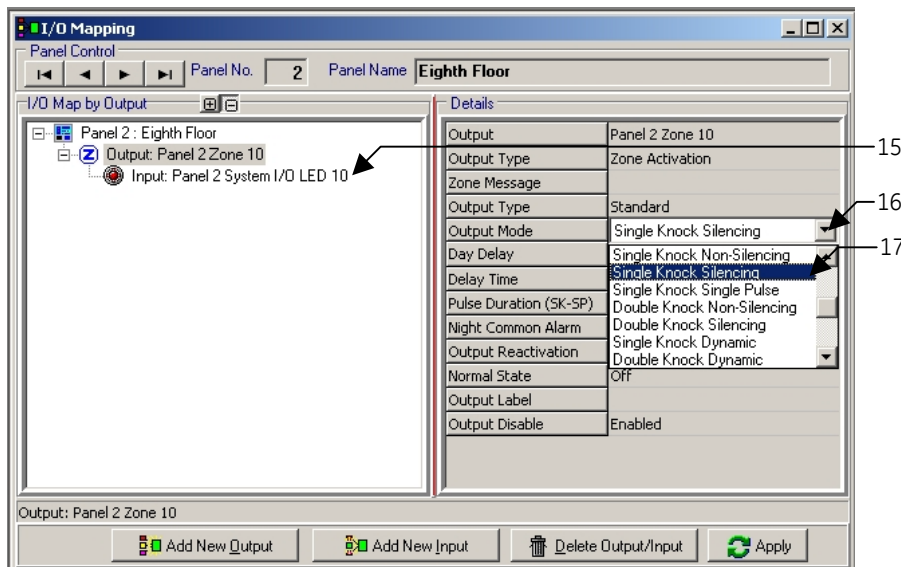 I/O Mapping
Panel Control
Panel No. 2 Panel Name Eighth Floor
I/O Map by Output
Details
Panel 2 : Eighth Floor
Output: Panel 2 Zone 10
Input: Panel 2 System I/O LED 10
15
16
17
Output Panel 2 Zone 10
Output Type Zone Activation
Zone Message
Output Type Standard
Output Mode Single Knock Silencing
Day Delay Single Knock Non-Silencing
Single Knock Silencing
Delay Time
Single Knock Single Pulse
Pulse Duration (SK-SP) Double Knock Non-Silencing
Night Common Alarm Double Knock Silencing
Single Knock Dynamic
Output Reactivation Double Knock Dynamic
Normal State Off
Output Label
Output Disable Enabled
Output: Panel 2 Zone 10
Add New Output Add New Input Delete Output/Input Apply